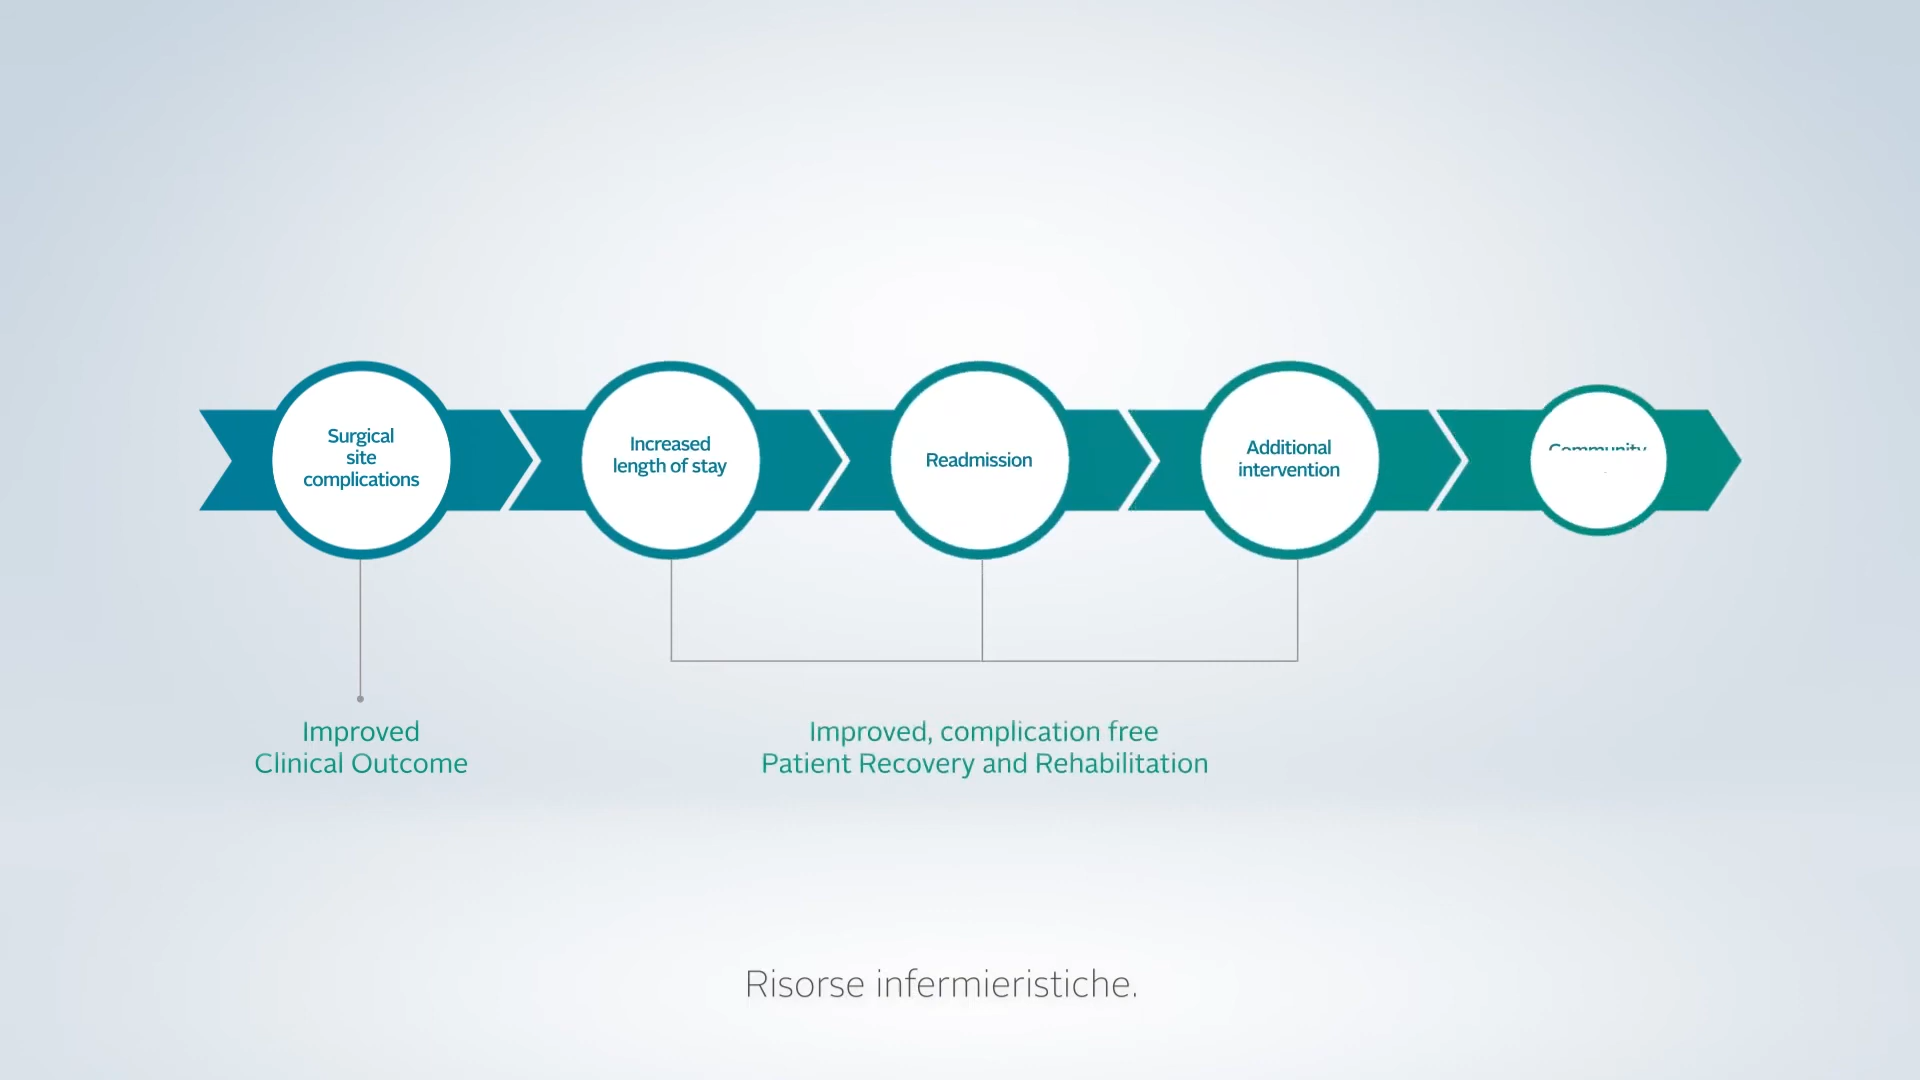 Surgical
site
complications
Increased
length of stay
Readmission
Additional
intervention
Community
Improved
Clinical Outcome
Improved, complication free
Patient Recovery and Rehabilitation
Risorse infermieristiche.